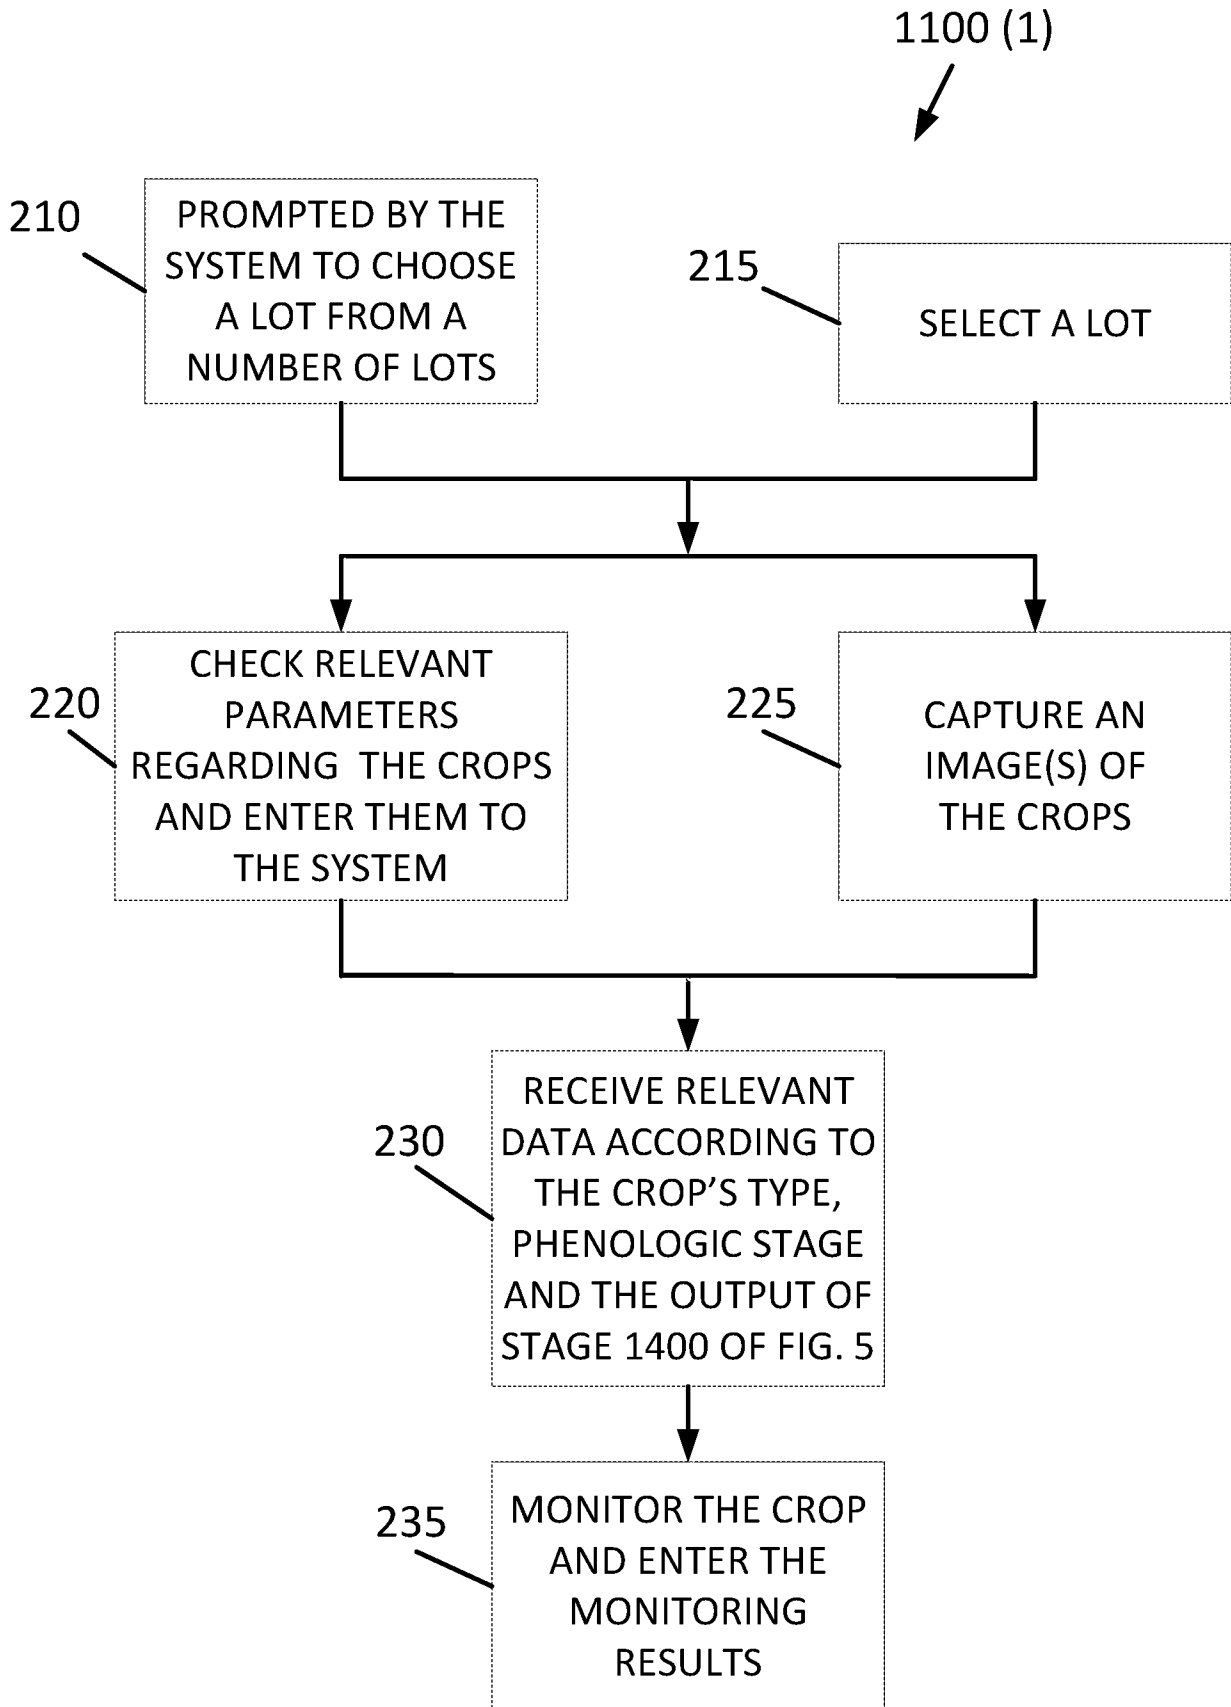 1100 (1)
210
PROMPTED BY THE
SYSTEM TO CHOOSE
A LOT FROM A
NUMBER OF LOTS
215
SELECT A LOT
220
CHECK RELEVANT
PARAMETERS
REGARDING  THE CROPS
AND ENTER THEM TO
THE SYSTEM
225
CAPTURE AN
IMAGE(S) OF
THE CROPS
230
RECEIVE RELEVANT
DATA ACCORDING TO
THE CROP’S TYPE,
PHENOLOGIC STAGE
AND THE OUTPUT OF
STAGE 1400 OF FIG. 5
235
MONITOR THE CROP
AND ENTER THE
MONITORING
RESULTS